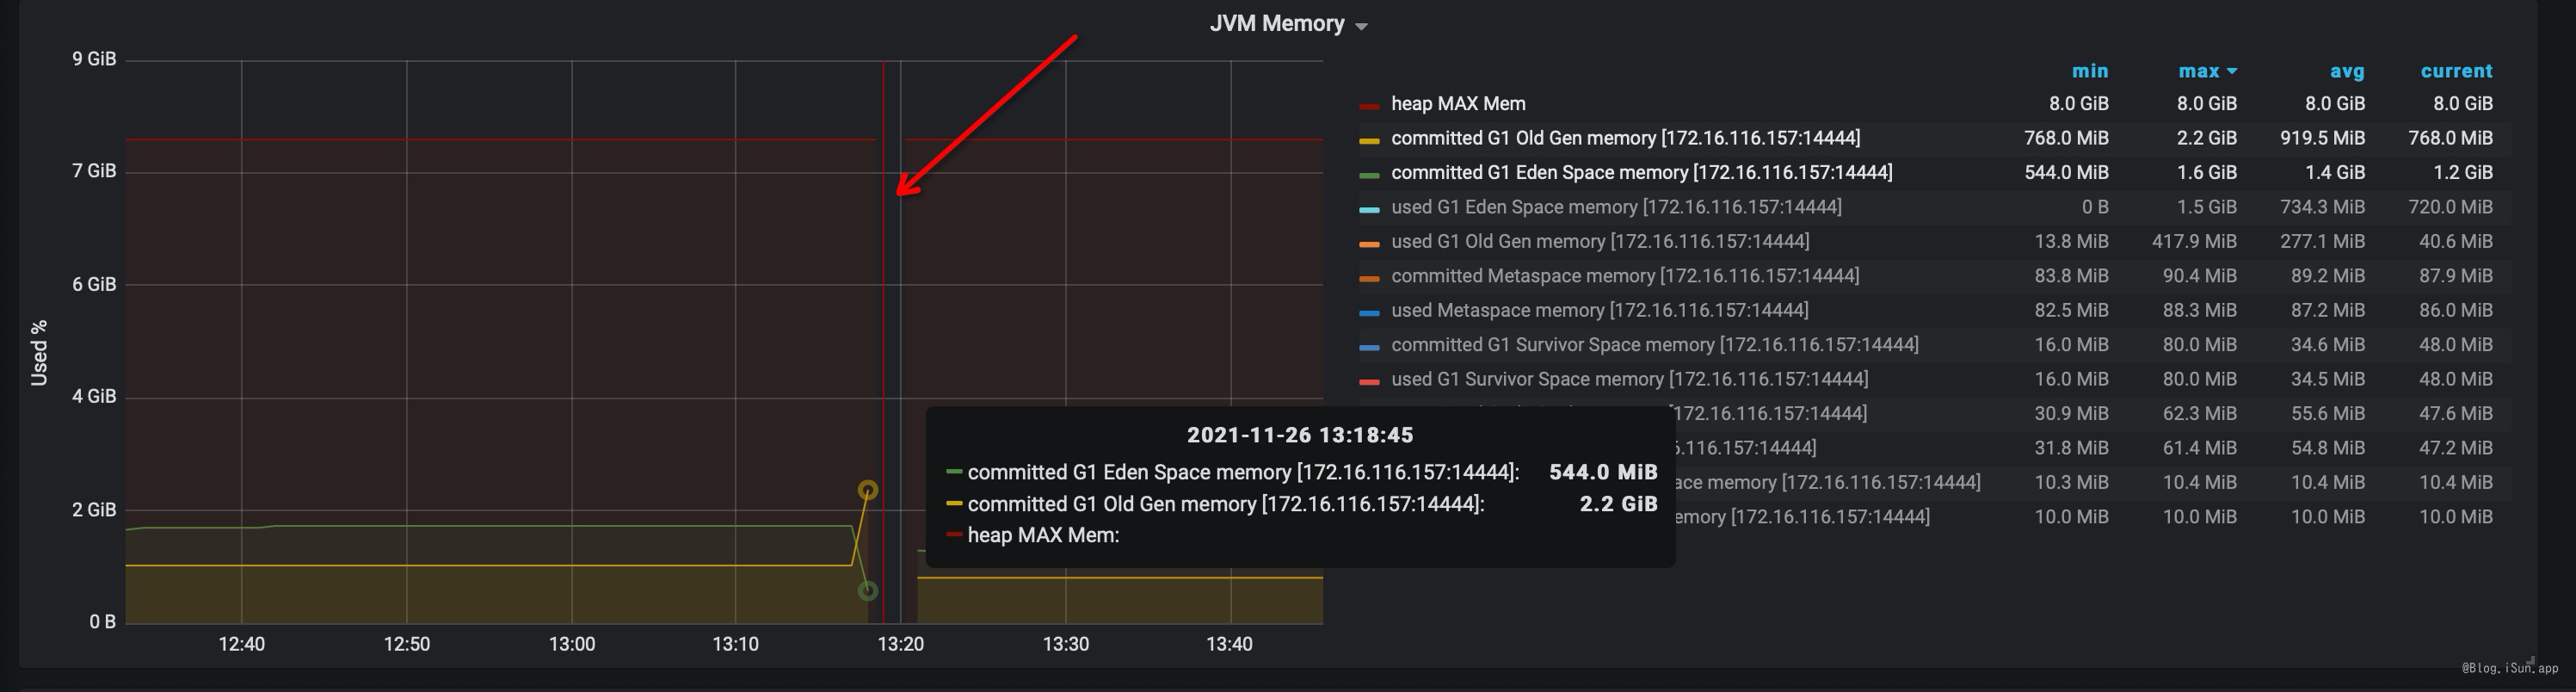 JVM Memory
9 GiB
7 GiB
6 GiB
4 GiB
2 GiB
0 B
Used %
12:40 12:50 13:00 13:10 13:20 13:30 13:40
min max avg current
heap MAX Mem 8.0 GiB 8.0 GiB 8.0 GiB 8.0 GiB
committed G1 Old Gen memory [172.16.116.157:14444] 768.0 MiB 2.2 GiB 919.5 MiB 768.0 MiB
committed G1 Eden Space memory [172.16.116.157:14444] 544.0 MiB 1.6 GiB 1.4 GiB 1.2 GiB
used G1 Eden Space memory [172.16.116.157:14444] 0 B 1.5 GiB 734.3 MiB 720.0 MiB
used G1 Old Gen memory [172.16.116.157:14444] 13.8 MiB 417.9 MiB 277.1 MiB 40.6 MiB
committed Metaspace memory [172.16.116.157:14444] 83.8 MiB 90.4 MiB 89.2 MiB 87.9 MiB
used Metaspace memory [172.16.116.157:14444] 82.5 MiB 88.3 MiB 87.2 MiB 86.0 MiB
committed G1 Survivor Space memory [172.16.116.157:14444] 16.0 MiB 80.0 MiB 34.6 MiB 48.0 MiB
used G1 Survivor Space memory [172.16.116.157:14444] 16.0 MiB 80.0 MiB 34.5 MiB 48.0 MiB
172.16.116.157:14444] 30.9 MiB 62.3 MiB 55.6 MiB 47.6 MiB
.116.157:14444] 31.8 MiB 61.4 MiB 54.8 MiB 47.2 MiB
ace memory [172.16.116.157:14444] 10.3 MiB 10.4 MiB 10.4 MiB 10.4 MiB
emory [172.16.116.157:14444] 10.0 MiB 10.0 MiB 10.0 MiB 10.0 MiB
2021-11-26 13:18:45
committed G1 Eden Space memory [172.16.116.157:14444]: 544.0 MiB
committed G1 Old Gen memory [172.16.116.157:14444]: 2.2 GiB
heap MAX Mem:
@Blog.iSun.app